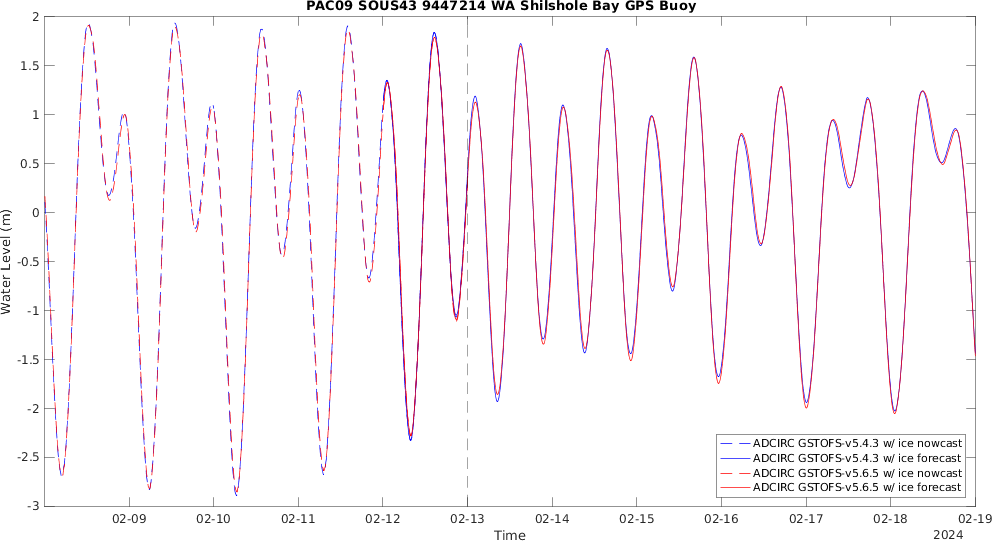 PAC09 SOUS43 9447214 WA Shilshole Bay GPS Buoy
2
1.5
1
0.5
0
-0.5
-1
-1.5
-2
-2.5
-3
Water Level (m)
ADCIRC GSTOFS-v5.4.3 w/ ice nowcast
ADCIRC GSTOFS-v5.4.3 w/ ice forecast
ADCIRC GSTOFS-v5.6.5 w/ ice nowcast
ADCIRC GSTOFS-v5.6.5 w/ ice forecast
02-09 02-10 02-11 02-12 02-13 02-14 02-15 02-16 02-17 02-18 02-19
Time
2024